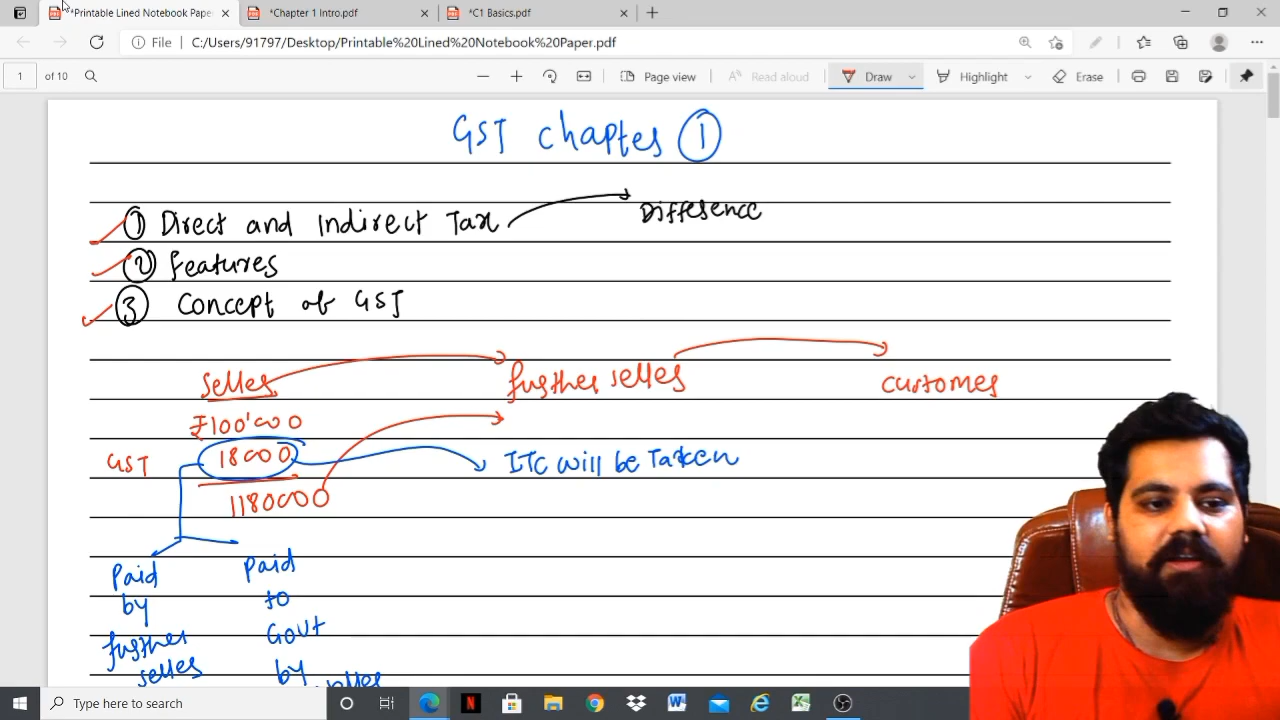 *Printable Lined Notebook Pape
*Chapter 1 Intro.pdf
*C1 Basics.pdf
File C:/Users/91797/Desktop/Printable%20Lined%20Notebook%20Paper.pdf
1 of 10 Page view Read aloud Draw Highlight Erase
GST chapter 1
1 Direct and Indirect Tax Difference
2 features
3 Concept of GST
seller further seller customer
₹100'000
GST 18000 ITC will be Taken
1180000
Paid Paid
by to
further GOVT
seller by
seller
Type here to search